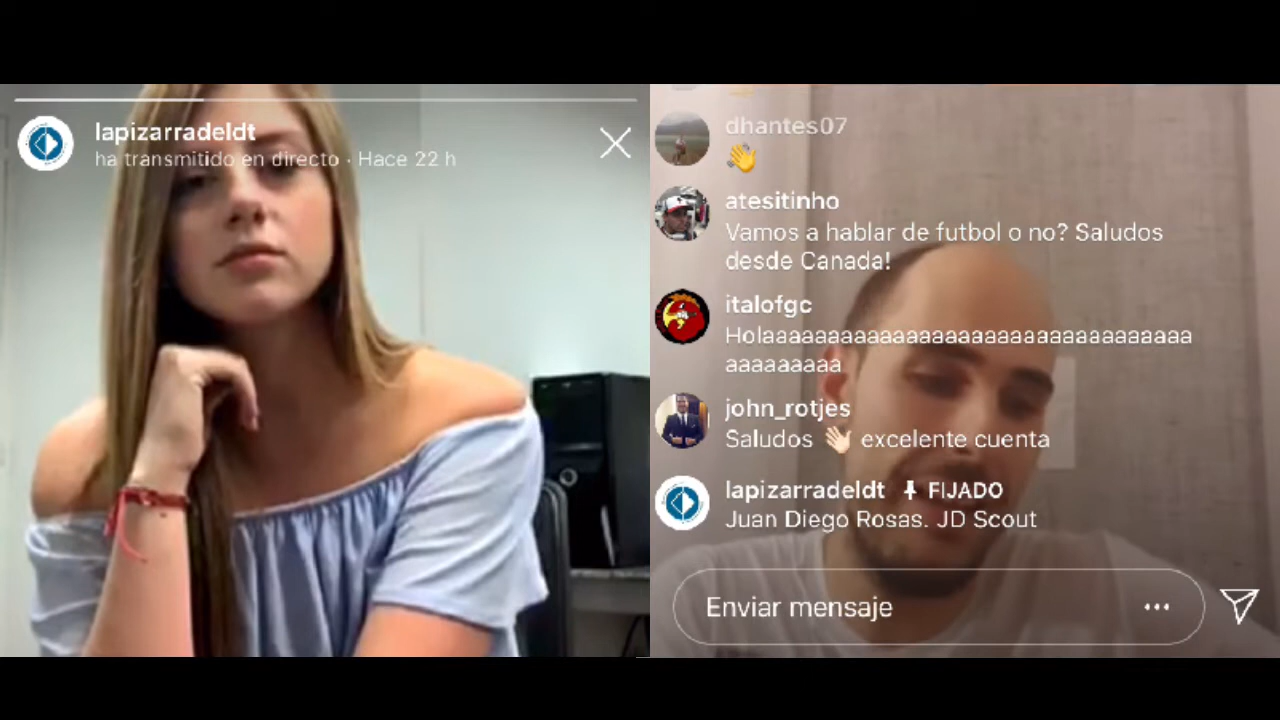 lapizarradeldt
ha transmitido en directo · Hace 22 h
dhantes07
👋
atesitinho
Vamos a hablar de futbol o no? Saludos
desde Canada!
italofgc
Holaaaaaaaaaaaaaaaaaaaaaaaaaaaaaaaaa
aaaaaaaaa
john_rotjes
Saludos 👋🏻 excelente cuenta
lapizarradeldt FIJADO
Juan Diego Rosas. JD Scout
Enviar mensaje